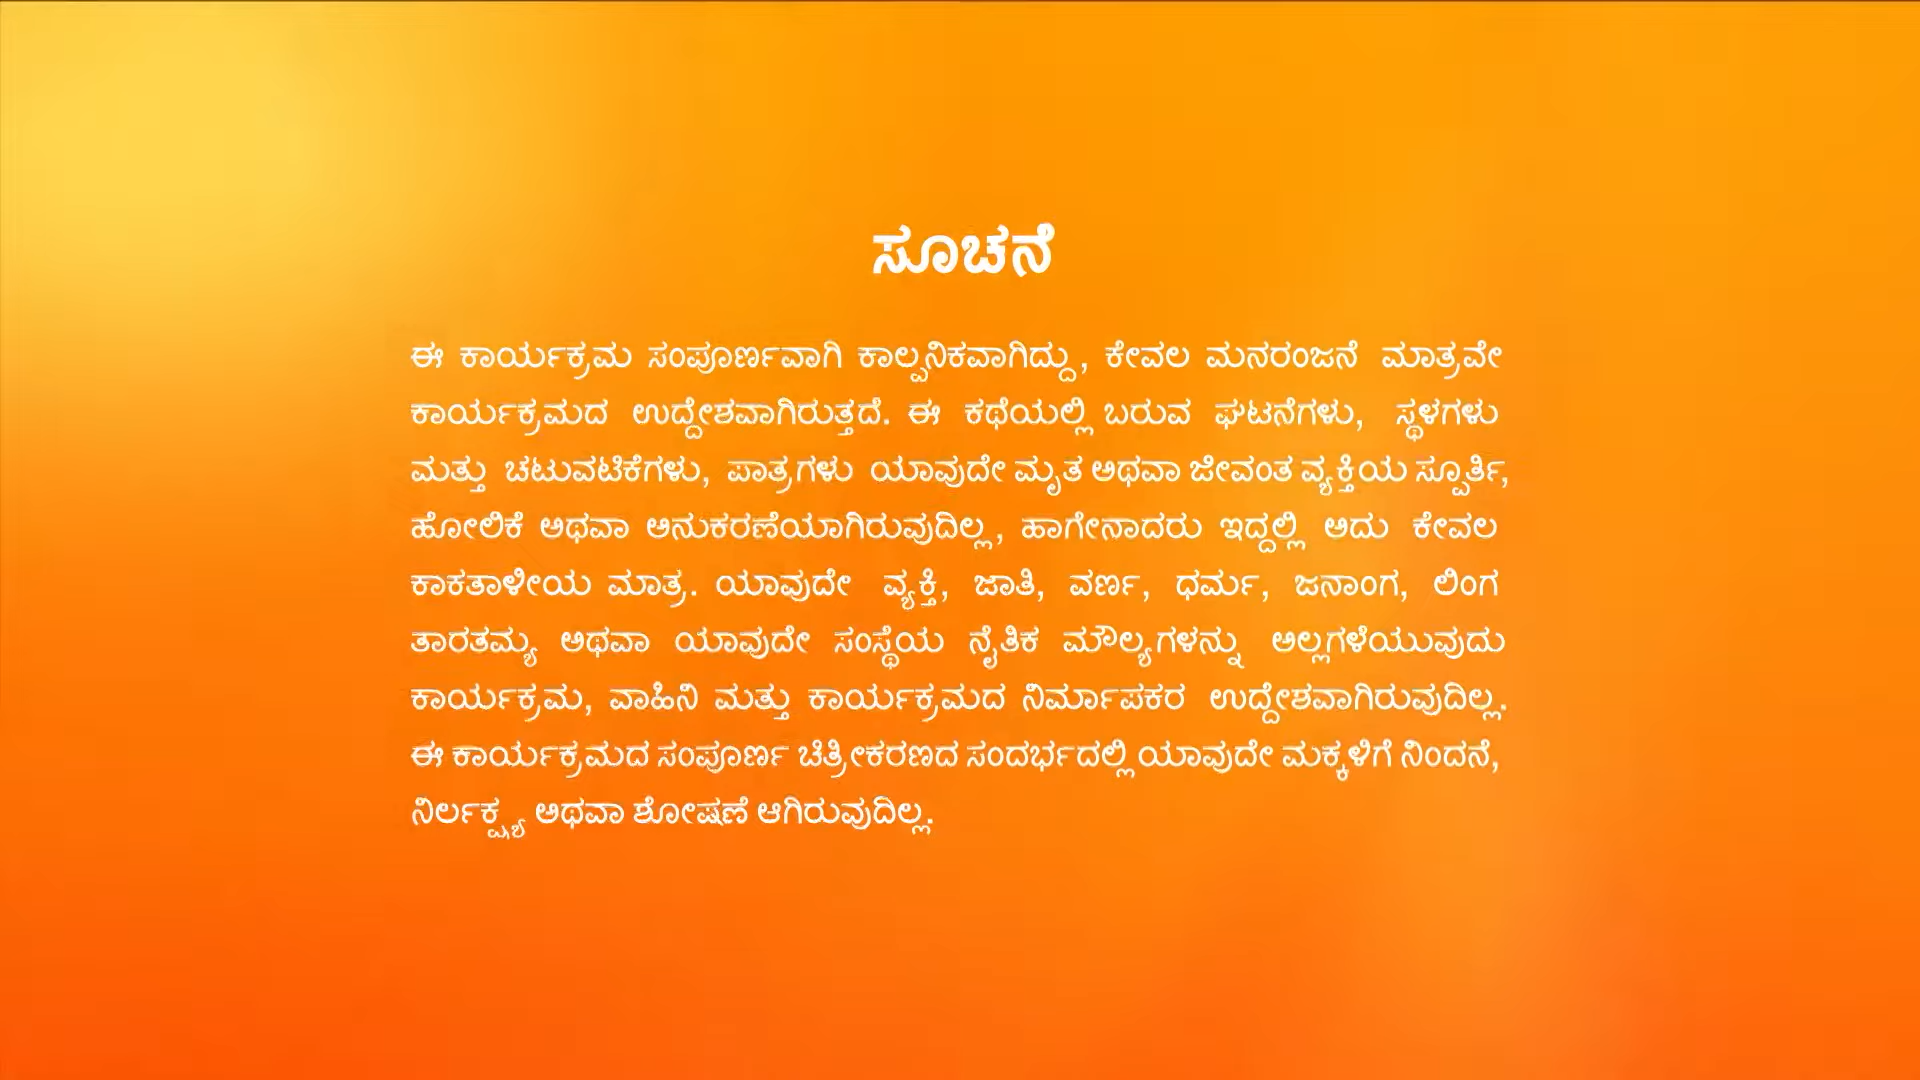 ಸೂಚನೆ
ಈ ಕಾರ್ಯಕ್ರಮ ಸಂಪೂರ್ಣವಾಗಿ ಕಾಲ್ಪನಿಕವಾಗಿದ್ದು, ಕೇವಲ ಮನರಂಜನೆ ಮಾತ್ರವೇ
ಕಾರ್ಯಕ್ರಮದ ಉದ್ದೇಶವಾಗಿರುತ್ತದೆ. ಈ ಕಥೆಯಲ್ಲಿ ಬರುವ ಘಟನೆಗಳು, ಸ್ಥಳಗಳು
ಮತ್ತು ಚಟುವಟಿಕೆಗಳು, ಪಾತ್ರಗಳು ಯಾವುದೇ ಮೃತ ಅಥವಾ ಜೀವಂತ ವ್ಯಕ್ತಿಯ ಸ್ಪೂರ್ತಿ,
ಹೋಲಿಕೆ ಅಥವಾ ಅನುಕರಣೆಯಾಗಿರುವುದಿಲ್ಲ, ಹಾಗೇನಾದರು ಇದ್ದಲ್ಲಿ ಅದು ಕೇವಲ
ಕಾಕತಾಳೀಯ ಮಾತ್ರ. ಯಾವುದೇ ವ್ಯಕ್ತಿ, ಜಾತಿ, ವರ್ಣ, ಧರ್ಮ, ಜನಾಂಗ, ಲಿಂಗ
ತಾರತಮ್ಯ ಅಥವಾ ಯಾವುದೇ ಸಂಸ್ಥೆಯ ನೈತಿಕ ಮೌಲ್ಯಗಳನ್ನು ಅಲ್ಲಗಳೆಯುವುದು
ಕಾರ್ಯಕ್ರಮ, ವಾಹಿನಿ ಮತ್ತು ಕಾರ್ಯಕ್ರಮದ ನಿರ್ಮಾಪಕರ ಉದ್ದೇಶವಾಗಿರುವುದಿಲ್ಲ.
ಈ ಕಾರ್ಯಕ್ರಮದ ಸಂಪೂರ್ಣ ಚಿತ್ರೀಕರಣದ ಸಂದರ್ಭದಲ್ಲಿ ಯಾವುದೇ ಮಕ್ಕಳಿಗೆ ನಿಂದನೆ,
ನಿರ್ಲಕ್ಷ್ಯ ಅಥವಾ ಶೋಷಣೆ ಆಗಿರುವುದಿಲ್ಲ.